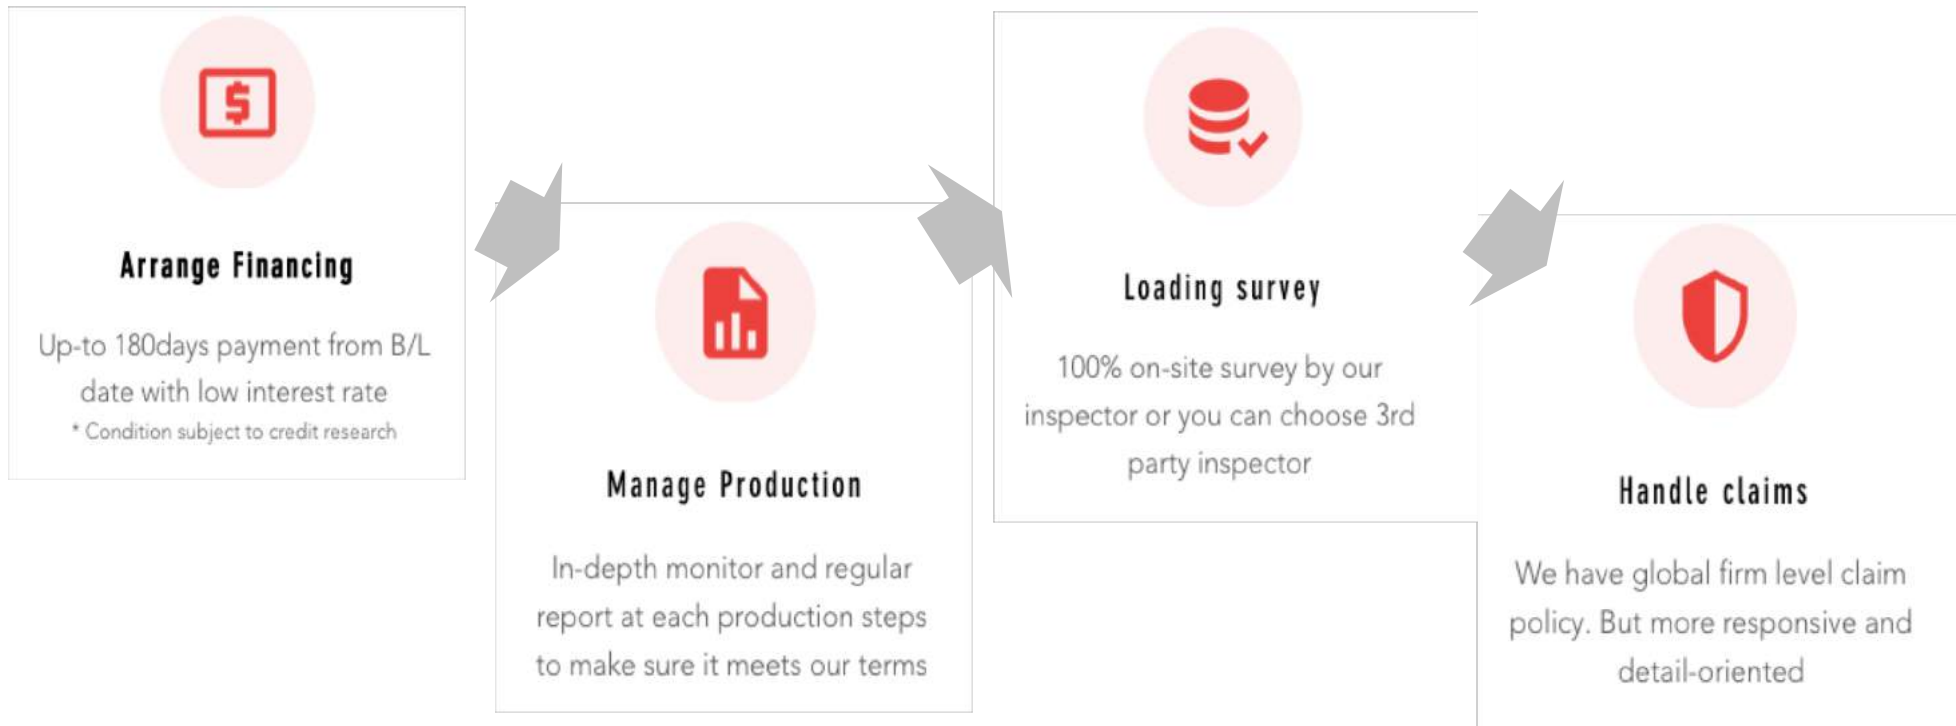 Arrange Financing
Up-to 180days payment from B/L
date with low interest rate
* Condition subject to credit research
Manage Production
In-depth monitor and regular
report at each production steps
to make sure it meets our terms
Loading survey
100% on-site survey by our
inspector or you can choose 3rd
party inspector
Handle claims
We have global firm level claim
policy. But more responsive and
detail-oriented